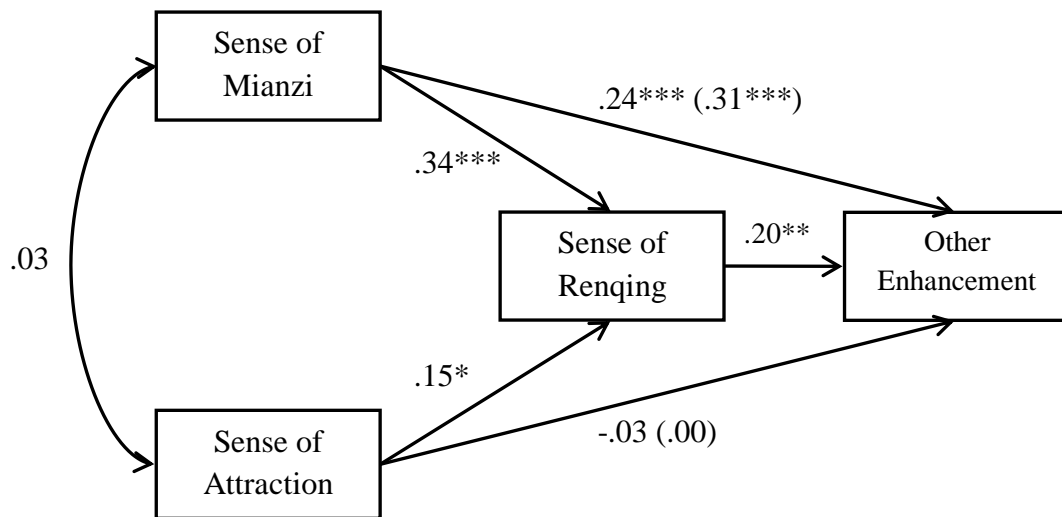 Sense of
Mianzi
.24*** (.31***)
.34***
.03
Sense of
Renqing
.20**
Other
Enhancement
.15*
-.03 (.00)
Sense of
Attraction